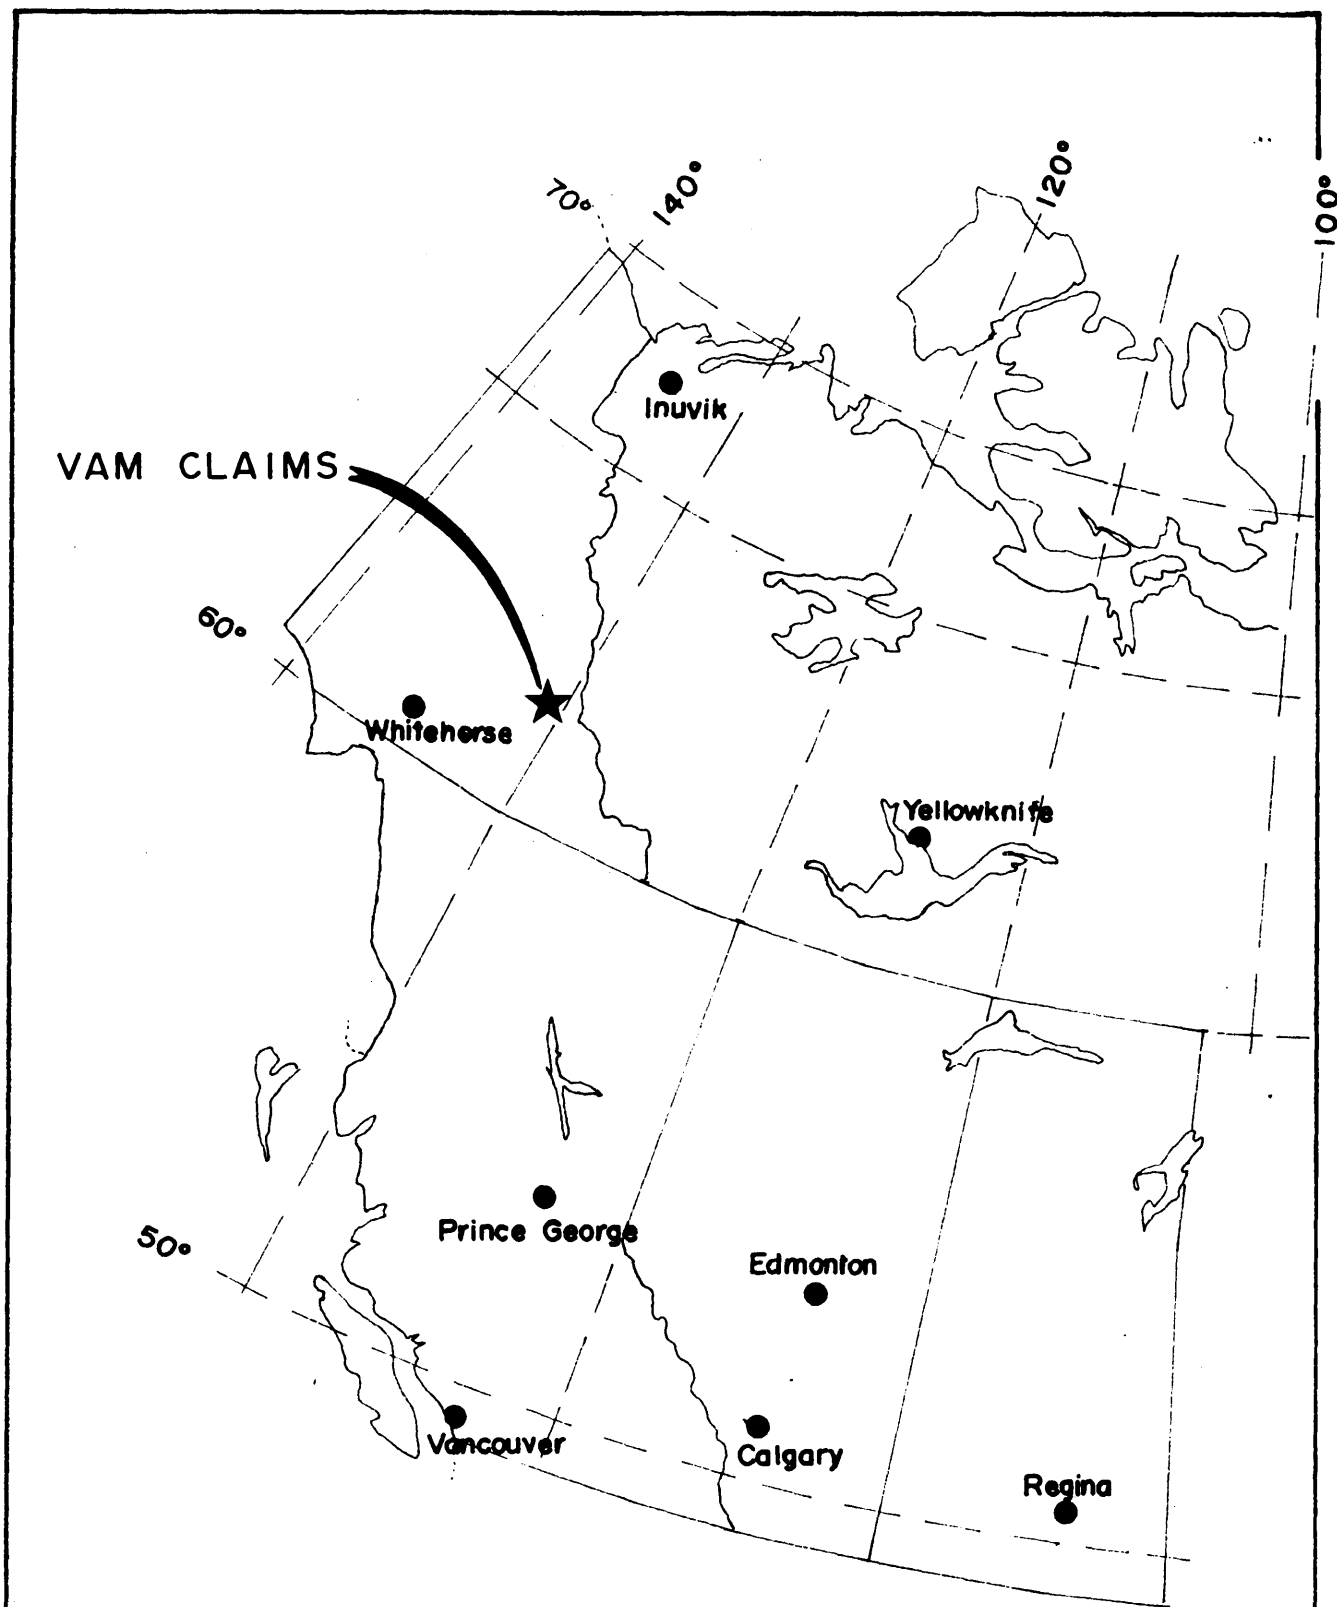 70°
140°
120°
100°
Inuvik
VAM CLAIMS
60°
Whitehorse
Yellowknife
50°
Prince George
Edmonton
Vancouver
Calgary
Regina